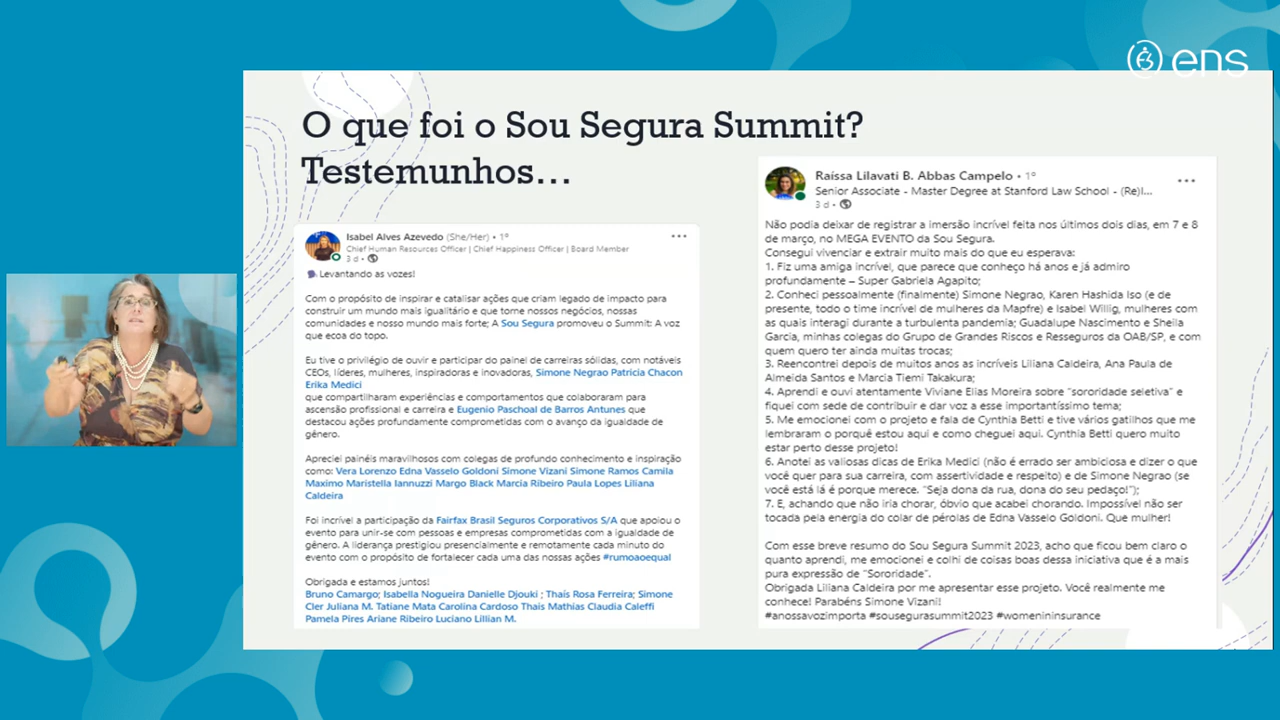 ens
O que foi o Sou Segura Summit?
Testemunhos...
Isabel Alves Azevedo (She/Her) • 1º
Chief Human Resources Officer | Chief Happiness Officer | Board Member
3 d •
Levantando as vozes!
Com o propósito de inspirar e catalisar ações que criam legado de impacto para
construir um mundo mais igualitário e que torne nossos negócios, nossas
comunidades e nosso mundo mais forte; A Sou Segura promoveu o Summit: A voz
que ecoa do topo.
Eu tive o privilégio de ouvir e participar do painel de carreiras sólidas, com notáveis
CEOs, líderes, mulheres, inspiradoras e inovadoras, Simone Negrao Patricia Chacon
Erika Medici
que compartilharam experiências e comportamentos que colaboraram para
ascensão profissional e carreira e Eugenio Paschoal de Barros Antunes que
destacou ações profundamente comprometidas com o avanço da igualdade de
gênero.
Apreciei painéis maravilhosos com colegas de profundo conhecimento e inspiração
como: Vera Lorenzo Edna Vasselo Goldoni Simone Vizani Simone Ramos Camila
Maximo Maristella Iannuzzi Margo Black Marcia Ribeiro Paula Lopes Liliana
Caldeira
Foi incrível a participação da Fairfax Brasil Seguros Corporativos S/A que apoiou o
evento para unir-se com pessoas e empresas comprometidas com a igualdade de
gênero. A liderança prestigiou presencialmente e remotamente cada minuto do
evento com o propósito de fortalecer cada uma das nossas ações #rumoaoequal
Obrigada e estamos juntos!
Bruno Camargo; Isabella Nogueira Danielle Djouki ; Thaís Rosa Ferreira; Simone
Cler Juliana M. Tatiane Mata Carolina Cardoso Thais Mathias Claudia Caleffi
Pamela Pires Ariane Ribeiro Luciano Lillian M.
Raíssa Lilavati B. Abbas Campelo • 1º
Senior Associate - Master Degree at Stanford Law School - (Re)I...
3 d •
Não podia deixar de registrar a imersão incrível feita nos últimos dois dias, em 7 e 8
de março, no MEGA EVENTO da Sou Segura.
Consegui vivenciar e extrair muito mais do que eu esperava:
1. Fiz uma amiga incrível, que parece que conheço há anos e já admiro
profundamente – Super Gabriela Agapito;
2. Conheci pessoalmente (finalmente) Simone Negrao, Karen Hashida Iso (e de
presente, todo o time incrível de mulheres da Mapfre) e Isabel Willig, mulheres com
as quais interagi durante a turbulenta pandemia; Guadalupe Nascimento e Sheila
Garcia, minhas colegas do Grupo de Grandes Riscos e Resseguros da OAB/SP, e com
quem quero ter ainda muitas trocas;
3. Reencontrei depois de muitos anos as incríveis Liliana Caldeira, Ana Paula de
Almeida Santos e Marcia Tiemi Takakura;
4. Aprendi e ouvi atentamente Viviane Elias Moreira sobre "sororidade seletiva" e
fiquei com sede de contribuir e dar voz a esse importantíssimo tema;
5. Me emocionei com o projeto e fala de Cynthia Betti e tive vários gatilhos que me
lembraram o porquê estou aqui e como cheguei aqui. Cynthia Betti quero muito
estar perto desse projeto!
6. Anotei as valiosas dicas de Erika Medici (não é errado ser ambiciosa e dizer o que
você quer para sua carreira, com assertividade e respeito) e de Simone Negrao (se
você está lá é porque merece. "Seja dona da rua, dona do seu pedaço!");
7. E, achando que não iria chorar, óbvio que acabei chorando. Impossível não ser
tocada pela energia do colar de pérolas de Edna Vasselo Goldoni. Que mulher!
Com esse breve resumo do Sou Segura Summit 2023, acho que ficou bem claro o
quanto aprendi, me emocionei e colhi de coisas boas dessa iniciativa que é a mais
pura expressão de "Sororidade".
Obrigada Liliana Caldeira por me apresentar esse projeto. Você realmente me
conhece! Parabéns Simone Vizani!
#anossavozimporta #sousegurasummit2023 #womenininsurance